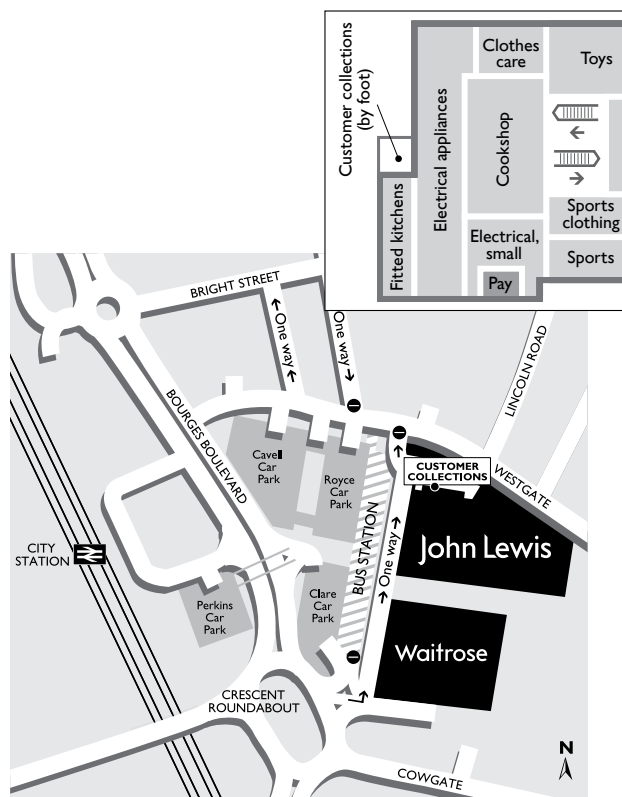 Customer collections
(by foot)
Clothes
care
Toys
Electrical appliances
Cookshop
Fitted kitchens
Electrical,
small
Pay
Sports
clothing
Sports
BRIGHT STREET
One way
One way
LINCOLN ROAD
BOURGES BOULEVARD
Cavell
Car
Park
Royce
Car
Park
CUSTOMER
COLLECTIONS
WESTGATE
BUS STATION
One way
John Lewis
CITY
STATION
Perkins
Car
Park
Clare
Car
Park
Waitrose
CRESCENT
ROUNDABOUT
N
COWGATE